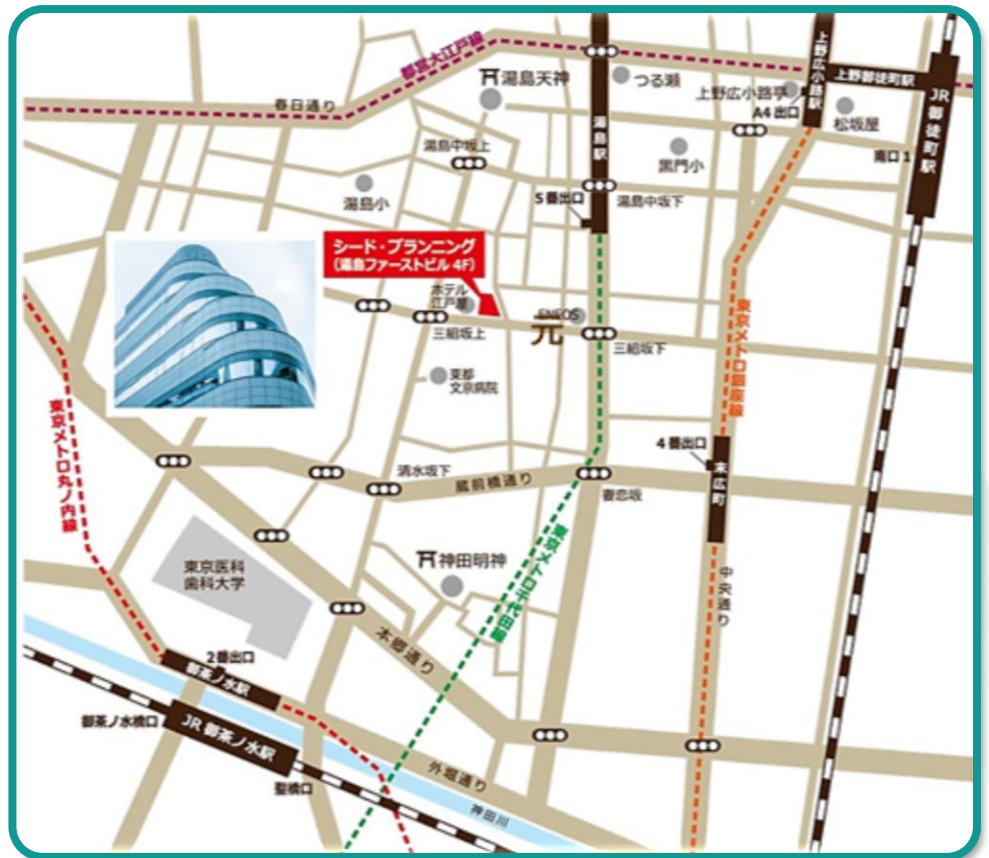 都営大江戸線
上野広小路駅
上野御徒町駅
JR 御徒町駅
湯島天神
つる瀬
上野広小路亭
A4 出口
松坂屋
春日通り
湯島駅
湯島中坂上
黒門小
南口 1
湯島小
5 番出口
湯島中坂下
シード・プランニング
(湯島ファーストビル 4F)
ホテル
江戸屋
ENEOS
元
三組坂上
三組坂下
東京メトロ銀座線
東都
文京病院
東京メトロ丸ノ内線
4 番出口
末広町
清水坂下
蔵前橋通り
妻恋坂
東京メトロ千代田線
神田明神
東京医科
歯科大学
中央通り
本郷通り
2番出口
御茶ノ水駅
御茶ノ水橋口
JR 御茶ノ水駅
聖橋口
外堀通り
神田川